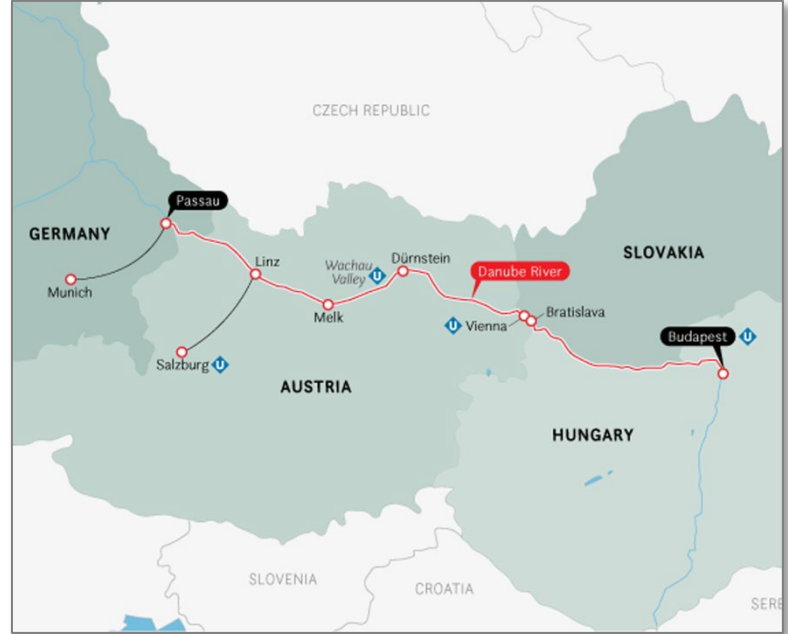 CZECH REPUBLIC
Passau
GERMANY
Munich
Linz
Wachau
Valley
U
Dürnstein
Danube River
SLOVAKIA
Melk
U
Vienna
Bratislava
Budapest
U
Salzburg
U
AUSTRIA
HUNGARY
SLOVENIA
CROATIA
SERB